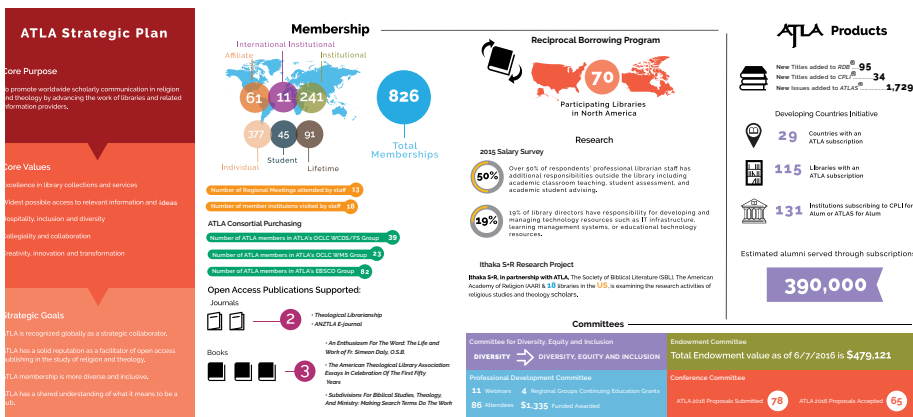 ATLA Strategic Plan
Core Purpose
to promote worldwide scholarly communication in religion
and theology by advancing the work of libraries and related
information providers.
Core Values
Excellence in library collections and services
Widest possible access to relevant information and ideas
Hospitality, inclusion and diversity
Collegiality and collaboration
Creativity, innovation and transformation
Strategic Goals
ATLA is recognized globally as a strategic collaborator.
ATLA has a solid reputation as a facilitator of open access
publishing in the study of religion and theology.
ATLA membership is more diverse and inclusive.
ATLA has a shared understanding of what it means to be a
hub.
Membership
International Institutional
Affiliate
Institutional
61
11
241
377
45
91
Individual
Student
Lifetime
826
Total
Memberships
Number of Regional Meetings attended by staff 13
Number of member instituions visited by staff 18
ATLA Consortial Purchasing
Number of ATLA members in ATLA's OCLC WCDS/FS Group 39
Number of ATLA members in ATLA's OCLC WMS Group 23
Number of ATLA members in ATLA's EBSCO Group 82
Open Access Publications Supported:
Journals
2
• Theological Librarianship
• ANZTLA E-journal
Books
3
• An Enthusiasm For The Word: The Life and
Work of Fr. Simeon Daly, O.S.B.
• The American Theological Library Association:
Essays In Celebration Of The First Fifty
Years
• Subdivisions For Biblical Studies, Theology,
And Ministry: Making Search Terms Do The Work
Reciprocal Borrowing Program
70
Participating Libraries
in North America
Research
2015 Salary Survey
50%
Over 50% of respondents' professional librarian staff has
additional responsibilities outside the library including
academic classroom teaching, student assessment, and
academic student advising.
19%
19% of library directors have responsibility for developing and
managing technology resources such as IT infrastructure,
learning management systems, or educational technology
resources.
Ithaka S+R Research Project
Ithaka S+R, in partnership with ATLA, The Society of Biblical Literature (SBL), The American
Academy of Religion (AAR) & 18 libraries in the US, is examining the research activities of
religious studies and theology scholars.
ATLA Products
New Titles added to RDB® 95
New Titles added to CPLI® 34
New Issues added to ATLAS® 1,729
Developing Countries Initiative
29
Countries with an
ATLA subscription
115
Libraries with an
ATLA subscription
131
Institutions subscribing to CPLI for
Alum or ATLAS for Alum
Estimated alumni served through subscriptions
390,000
Committees
Committee for Diversity, Equity and Inclusion
DIVERSITY DIVERSITY, EQUITY AND INCLUSION
Endowment Committee
Total Endowment value as of 6/7/2016 is $479,121
Professional Development Committee
11 Webinars 4 Regional Groups Continuing Education Grants
86 Attendees $1,335 Funded Awarded
Conference Committee
ATLA 2016 Proposals Submitted 78 ATLA 2016 Proposals Accepted 65